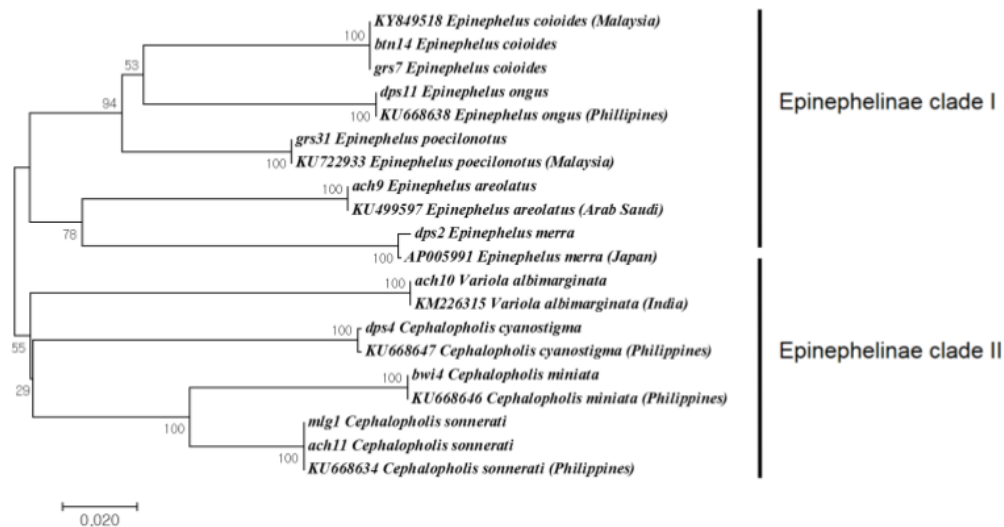 KY849518 Epinephelus coioides (Malaysia)
100
btn14 Epinephelus coioides
53
grs7 Epinephelus coioides
dps11 Epinephelus ongus
94
100
KU668638 Epinephelus ongus (Phillipines)
Epinephelinae clade I
grs31 Epinephelus poecilonotus
100
KU722933 Epinephelus poecilonotus (Malaysia)
100
ach9 Epinephelus areolatus
KU499597 Epinephelus areolatus (Arab Saudi)
78
dps2 Epinephelus merra
100
AP005991 Epinephelus merra (Japan)
100
ach10 Variola albimarginata
KM226315 Variola albimarginata (India)
100
dps4 Cephalopholis cyanostigma
55
KU668647 Cephalopholis cyanostigma (Philippines)
Epinephelinae clade II
29
100
bwi4 Cephalopholis miniata
KU668646 Cephalopholis miniata (Philippines)
100
mlg1 Cephalopholis sonnerati
ach11 Cephalopholis sonnerati
100
KU668634 Cephalopholis sonnerati (Philippines)
0.020